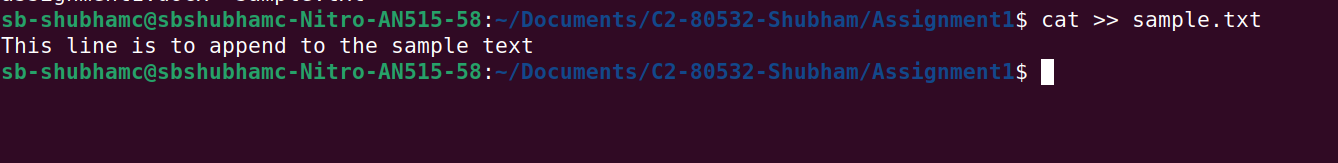 sb-shubhamc@sbshubhamc-Nitro-AN515-58:~/Documents/C2-80532-Shubham/Assignment1$ cat >> sample.txt
This line is to append to the sample text
sb-shubhamc@sbshubhamc-Nitro-AN515-58:~/Documents/C2-80532-Shubham/Assignment1$